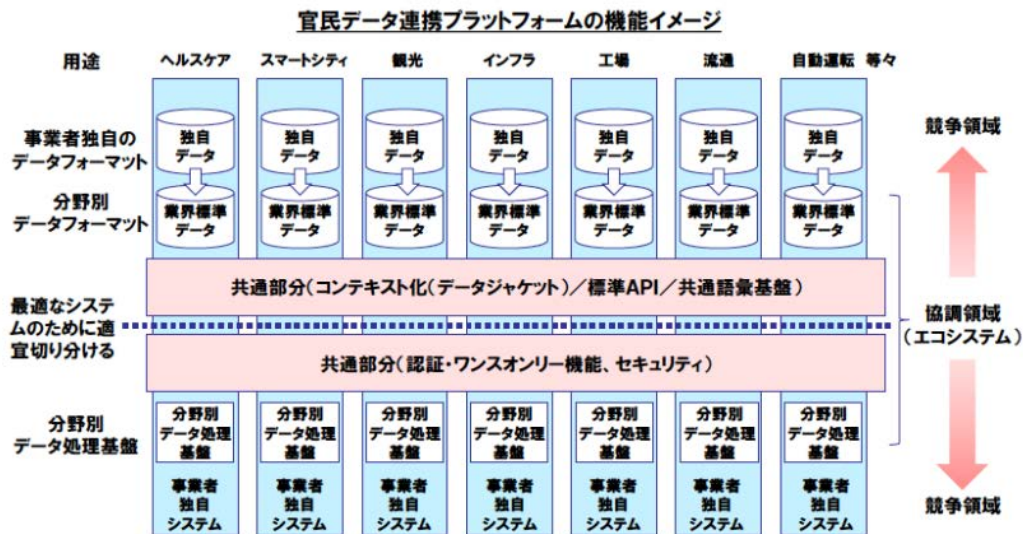 官民データ連携プラットフォームの機能イメージ
用途
ヘルスケア
スマートシティ
観光
インフラ
工場
流通
自動運転
等々
事業者独自の
データフォーマット
独自
データ
独自
データ
独自
データ
独自
データ
独自
データ
独自
データ
独自
データ
競争領域
分野別
データフォーマット
業界標準
データ
業界標準
データ
業界標準
データ
業界標準
データ
業界標準
データ
業界標準
データ
業界標準
データ
共通部分(コンテキスト化(データジャケット)／標準API／共通語彙基盤)
最適なシステ
ムのために適
宜切り分ける
協調領域
(エコシステム)
共通部分(認証・ワンスオンリー機能、セキュリティ)
分野別
データ処理基盤
分野別
データ処理
基盤
分野別
データ処理
基盤
分野別
データ処理
基盤
分野別
データ処理
基盤
分野別
データ処理
基盤
分野別
データ処理
基盤
分野別
データ処理
基盤
事業者
独自
システム
事業者
独自
システム
事業者
独自
システム
事業者
独自
システム
事業者
独自
システム
事業者
独自
システム
事業者
独自
システム
競争領域